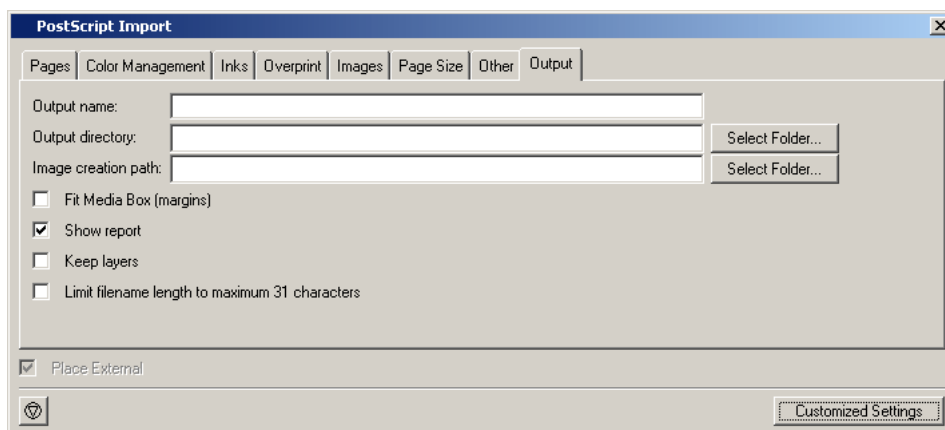 PostScript Import
Pages Color Management Inks Overprint Images Page Size Other Output
Output name:
Output directory: Select Folder...
Image creation path: Select Folder...
Fit Media Box (margins)
Show report
Keep layers
Limit filename length to maximum 31 characters
Place External
Customized Settings